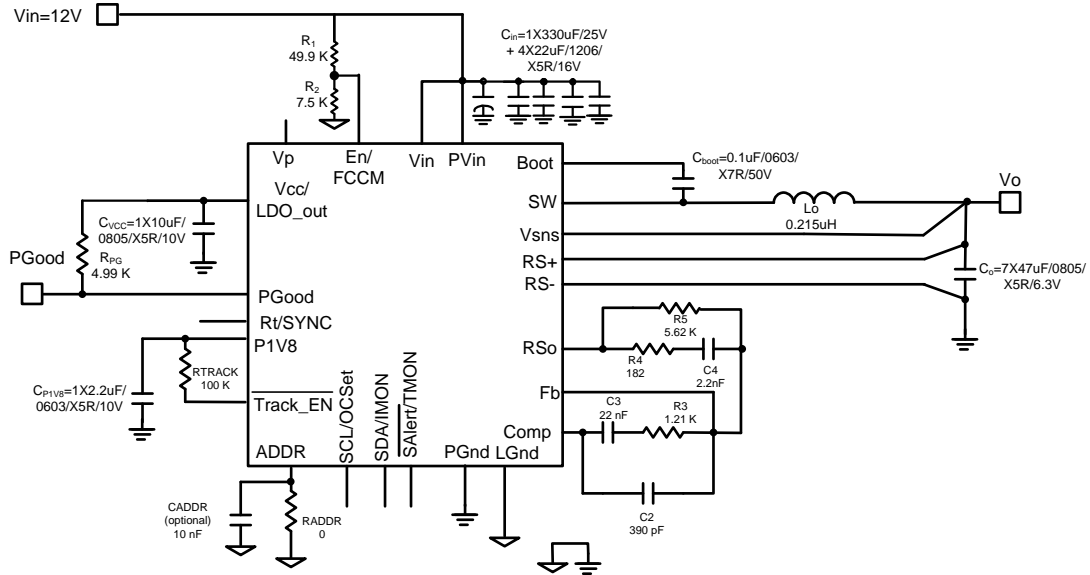 Vin=12V
R1
49.9 K
R2
7.5 K
Cin=1X330uF/25V
+ 4X22uF/1206/
X5R/16V
Vp
En/
FCCM
Vin
PVin
Boot
Cboot=0.1uF/0603/
X7R/50V
Vcc/
LDO_out
SW
Lo
0.215uH
Vo
CVCC=1X10uF/
0805/X5R/10V
Vsns
PGood
RPG
4.99 K
RS+
RS-
Co=7X47uF/0805/
X5R/6.3V
PGood
Rt/SYNC
P1V8
R5
5.62 K
RSo
R4
182
C4
2.2nF
RTRACK
100 K
CP1V8=1X2.2uF/
0603/X5R/10V
Track_EN
Fb
C3
22 nF
R3
1.21 K
Comp
ADDR
SCL/OCSet
SDA/IMON
SAlert/TMON
PGnd
LGnd
C2
390 pF
CADDR
(optional)
10 nF
RADDR
0